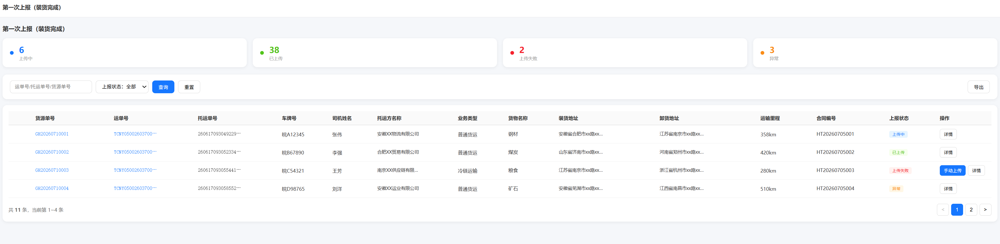 第一次上报（装货完成）
第一次上报（装货完成）
6
上传中
38
已上传
2
上传失败
3
异常
运单号/托运单号/货源单号 上报状态：全部 查询 重置 导出
货源单号 运单号 托运单号 车牌号 司机姓名 托运方名称 业务类型 货物名称 装货地址 卸货地址 运输里程 合同编号 上报状态 操作
GH20260710001 TCNY05002603700… 260617093049229… 皖A12345 张伟 安徽XX物流有限公司 普通货运 钢材 安徽省合肥市xx路xx... 江苏省南京市xx路xx... 358km HT20260705001 上传中 详情
GH20260710002 TCNY05002603700… 260617093052334… 皖B67890 李强 合肥XX贸易有限公司 普通货运 煤炭 山东省济南市xx路xx... 河南省郑州市xx路xx... 420km HT20260705002 已上传 详情
GH20260710003 TCNY05002603700… 260617093055441… 皖C54321 王芳 南京XX供应链有限... 冷链运输 粮食 江苏省南京市xx路xx... 浙江省杭州市xx路xx... 280km HT20260705003 上传失败 手动上传 详情
GH20260710004 TCNY05002603700… 260617093058552… 皖D98765 刘洋 安徽XX运业有限公司 普通货运 矿石 安徽省芜湖市xx路xx... 江西省南昌市xx路xx... 510km HT20260705004 异常 详情
共 11 条，当前第 1~4 条 < 1 2 >